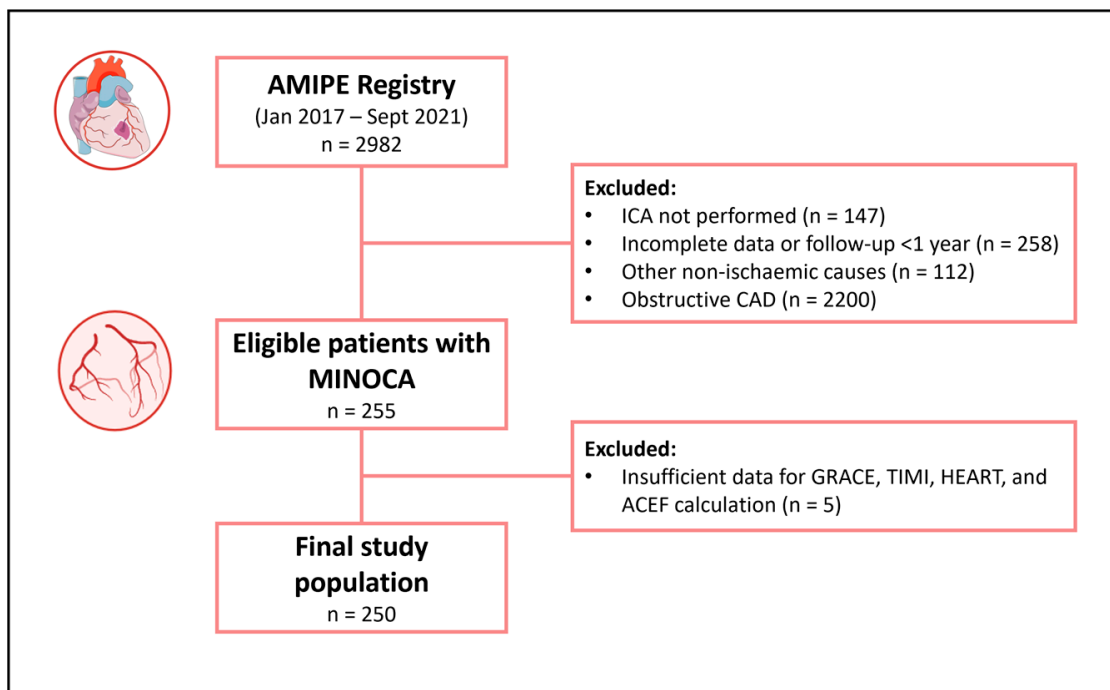 AMIPE Registry
(Jan 2017 – Sept 2021)
n = 2982
Excluded:
• ICA not performed (n = 147)
• Incomplete data or follow-up <1 year (n = 258)
• Other non-ischaemic causes (n = 112)
• Obstructive CAD (n = 2200)
Eligible patients with
MINOCA
n = 255
Excluded:
• Insufficient data for GRACE, TIMI, HEART, and
ACEF calculation (n = 5)
Final study
population
n = 250